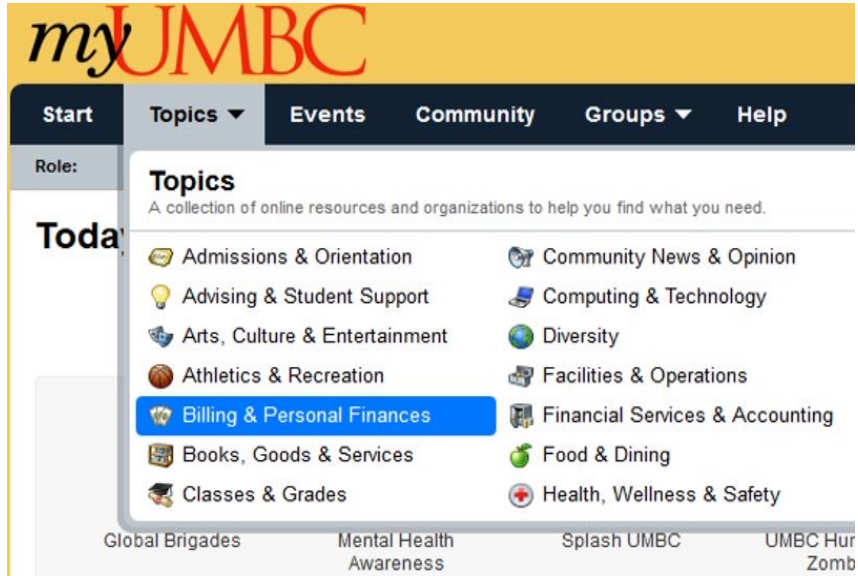 myUMBC
Start Topics Events Community Groups Help
Role:
Topics
A collection of online resources and organizations to help you find what you need.
Admissions & Orientation
Advising & Student Support
Arts, Culture & Entertainment
Athletics & Recreation
Billing & Personal Finances
Books, Goods & Services
Classes & Grades
Community News & Opinion
Computing & Technology
Diversity
Facilities & Operations
Financial Services & Accounting
Food & Dining
Health, Wellness & Safety
Global Brigades
Mental Health
Awareness
Splash UMBC
UMBC